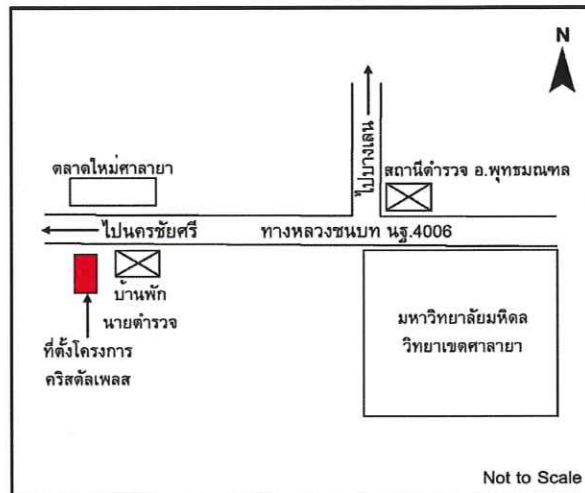 N
ไปบางเลน
สถานีตำรวจ อ.พุทธมณฑล
ตลาดใหม่ศาลายา
ไปนครชัยศรี
ทางหลวงชนบท นฐ.4006
บ้านพัก
นายตำรวจ
ที่ตั้งโครงการ
คริสตัลเพลส
มหาวิทยาลัยมหิดล
วิทยาเขตศาลายา
Not to Scale